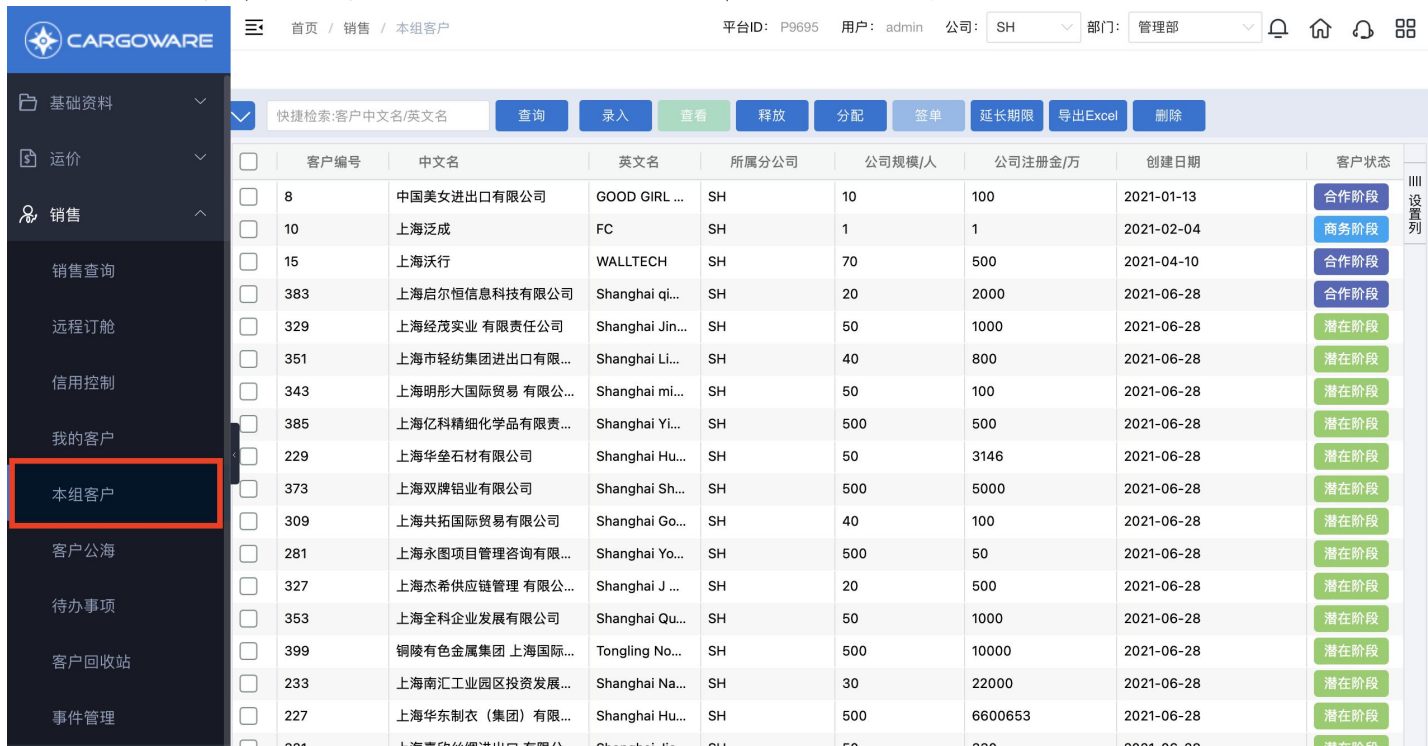 CARGOWARE
首页 / 销售 / 本组客户
平台ID: P9695 用户: admin 公司: SH 部门: 管理部
基础资料
运价
销售
销售查询
远程订舱
信用控制
我的客户
本组客户
客户公海
待办事项
客户回收站
事件管理
快捷检索:客户中文名/英文名 查询 录入 查看 释放 分配 签单 延长期限 导出Excel 删除
客户编号 中文名 英文名 所属分公司 公司规模/人 公司注册金/万 创建日期 客户状态
设置列
8 中国美女进出口有限公司 GOOD GIRL ... SH 10 100 2021-01-13 合作阶段
10 上海泛成 FC SH 1 1 2021-02-04 商务阶段
15 上海沃行 WALLTECH SH 70 500 2021-04-10 合作阶段
383 上海启尔恒信息科技有限公司 Shanghai qi... SH 20 2000 2021-06-28 合作阶段
329 上海经茂实业 有限责任公司 Shanghai Jin... SH 50 1000 2021-06-28 潜在阶段
351 上海市轻纺集团进出口有限... Shanghai Li... SH 40 800 2021-06-28 潜在阶段
343 上海明彤大国际贸易 有限公... Shanghai mi... SH 50 100 2021-06-28 潜在阶段
385 上海亿科精细化学品有限责... Shanghai Yi... SH 500 500 2021-06-28 潜在阶段
229 上海华垒石材有限公司 Shanghai Hu... SH 50 3146 2021-06-28 潜在阶段
373 上海双牌铝业有限公司 Shanghai Sh... SH 500 5000 2021-06-28 潜在阶段
309 上海共拓国际贸易有限公司 Shanghai Go... SH 40 100 2021-06-28 潜在阶段
281 上海永图项目管理咨询有限... Shanghai Yo... SH 500 50 2021-06-28 潜在阶段
327 上海杰希供应链管理 有限公... Shanghai J ... SH 20 500 2021-06-28 潜在阶段
353 上海全科企业发展有限公司 Shanghai Qu... SH 50 1000 2021-06-28 潜在阶段
399 铜陵有色金属集团 上海国际... Tongling No... SH 500 10000 2021-06-28 潜在阶段
233 上海南汇工业园区投资发展... Shanghai Na... SH 30 22000 2021-06-28 潜在阶段
227 上海华东制衣（集团）有限... Shanghai Hu... SH 500 6600653 2021-06-28 潜在阶段